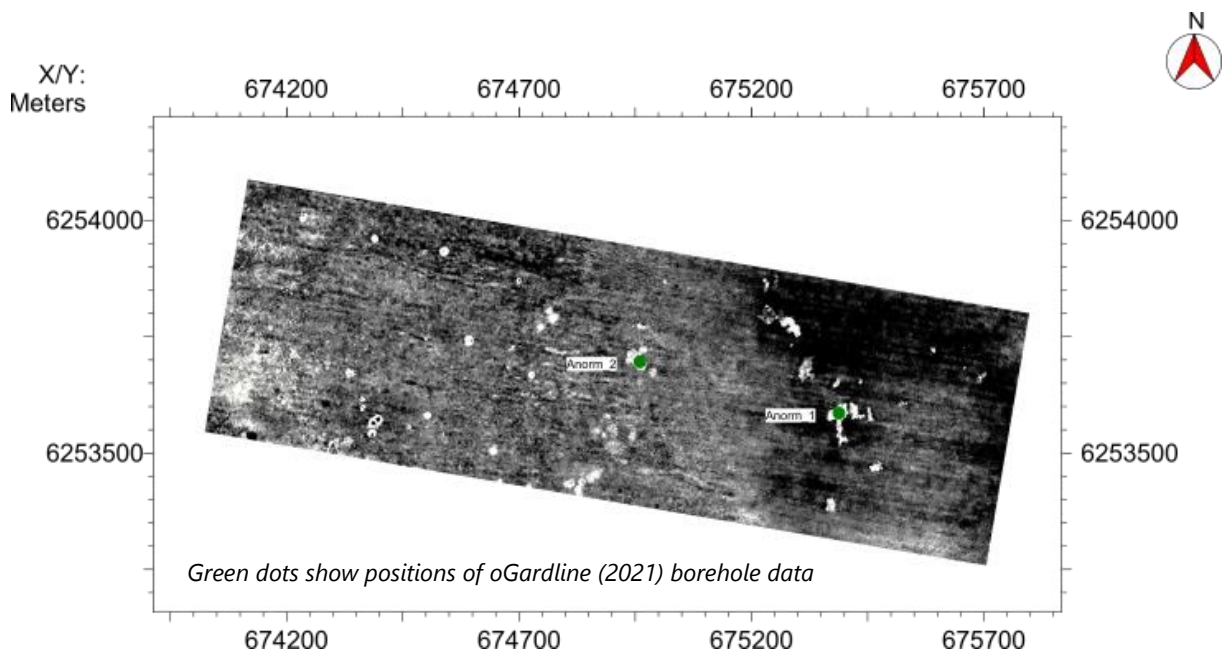 N
X/Y:
Meters
674200 674700 675200 675700
6254000 6254000
Anorm 2
Anorm 1
6253500 6253500
Green dots show positions of oGardline (2021) borehole data
674200 674700 675200 675700